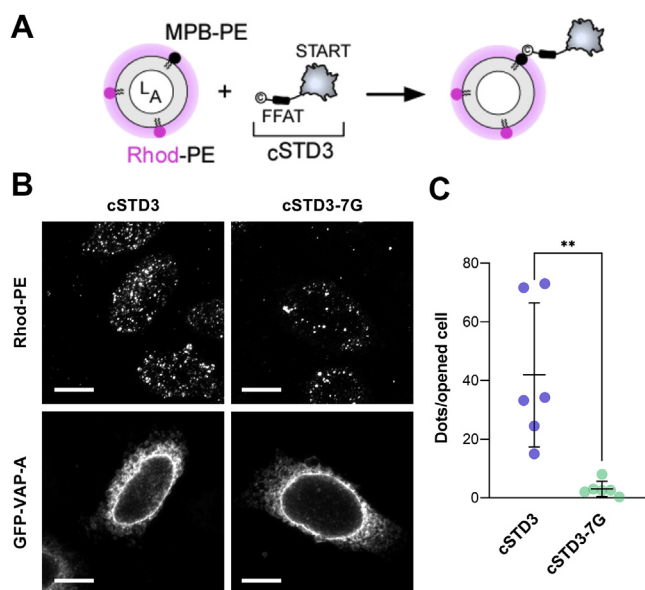 A
MPB-PE
START
L
A
+
©
FFAT
cSTD3
Rhod-PE
©
B
cSTD3
cSTD3-7G
Rhod-PE
GFP-VAP-A
C
**
80
60
40
20
0
Dots/opened cell
cSTD3
cSTD3-7G